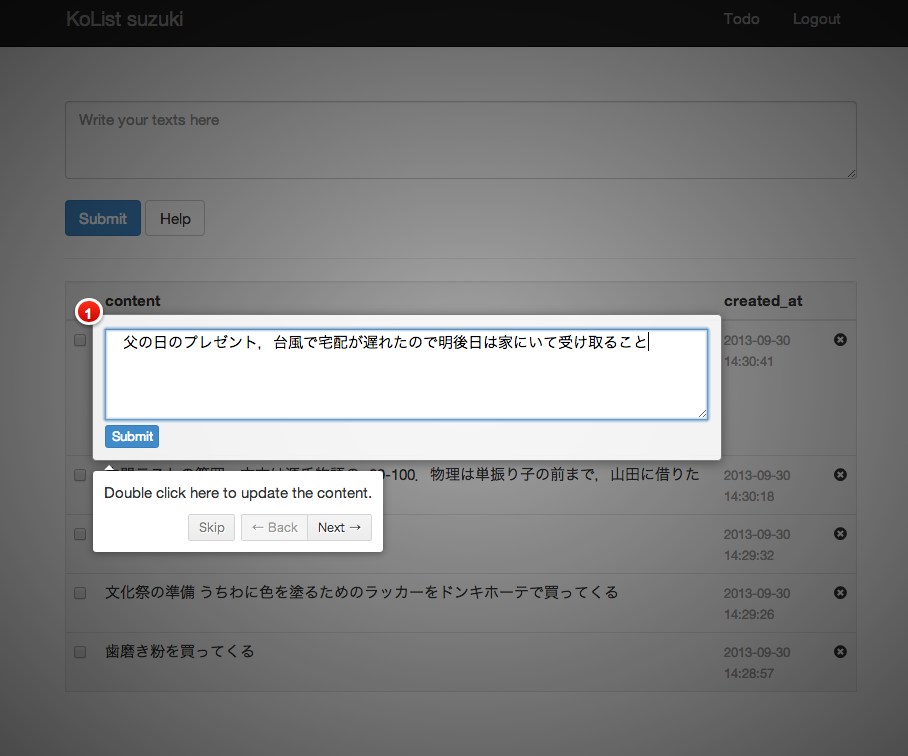 KoList suzuki Todo Logout
Write your texts here
Submit Help
content created_at
1
父の日のプレゼント，台風で宅配が遅れたので明後日は家にいて受け取ること
2013-09-30
14:30:41
Submit
-100．物理は単振り子の前まで，山田に借りた
2013-09-30
14:30:18
Double click here to update the content.
Skip ← Back Next →
2013-09-30
14:29:32
文化祭の準備 うちわに色を塗るためのラッカーをドンキホーテで買ってくる
2013-09-30
14:29:26
歯磨き粉を買ってくる
2013-09-30
14:28:57